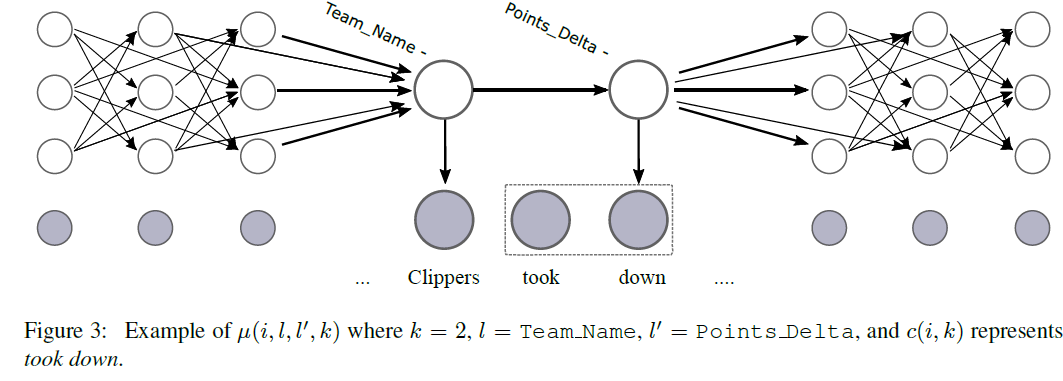 Team_Name -
Points_Delta -
... Clippers took down ....
Figure 3: Example of μ(i, l, l′, k) where k = 2, l = Team_Name, l′ = Points_Delta, and c(i, k) represents
took down.